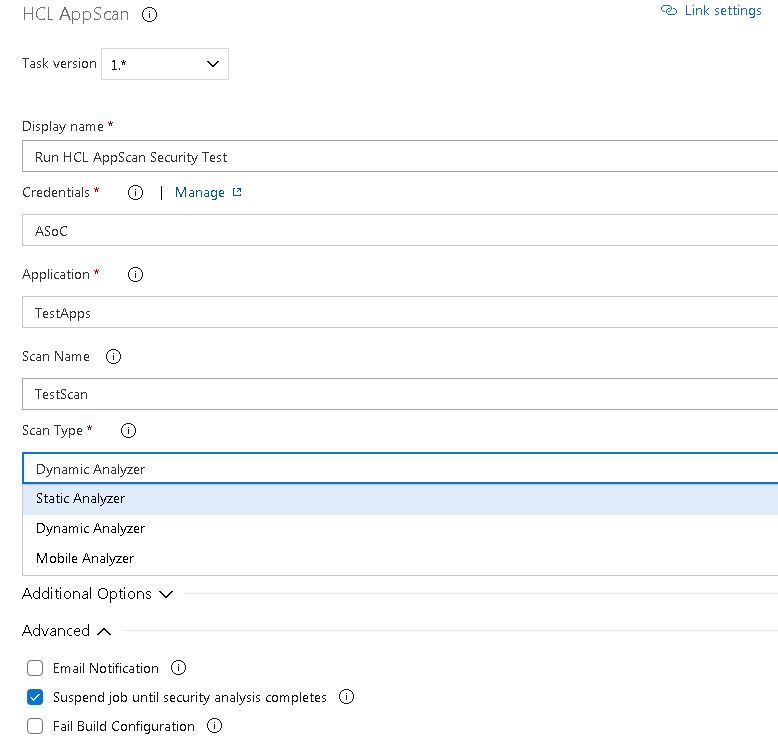 HCL AppScan
Link settings
Task version 1.*
Display name *
Run HCL AppScan Security Test
Credentials * | Manage
ASoC
Application *
TestApps
Scan Name
TestScan
Scan Type *
Dynamic Analyzer
Static Analyzer
Dynamic Analyzer
Mobile Analyzer
Additional Options
Advanced
Email Notification
Suspend job until security analysis completes
Fail Build Configuration